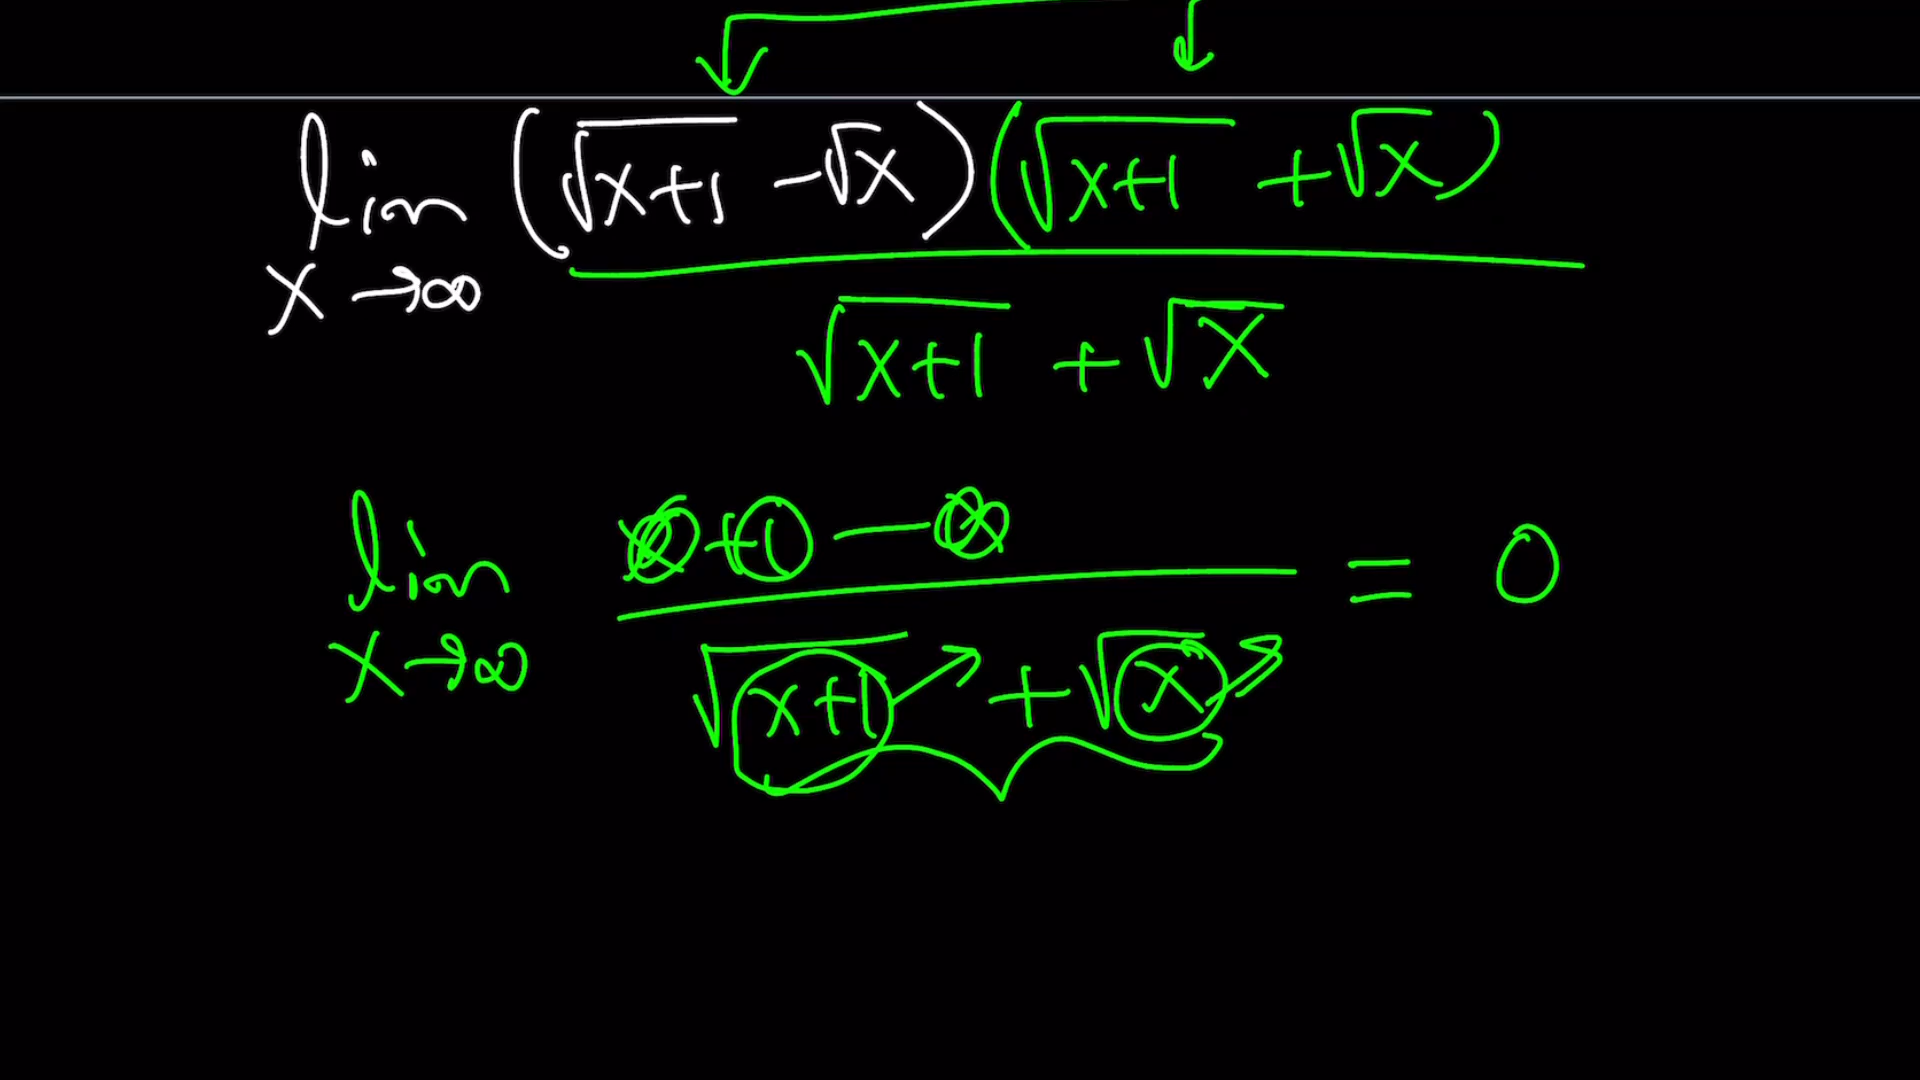 lim x→∞ (√(x+1) - √x)(√(x+1) + √x) / (√(x+1) + √x)
lim x→∞ (x+1-x) / (√(x+1) + √x) = 0